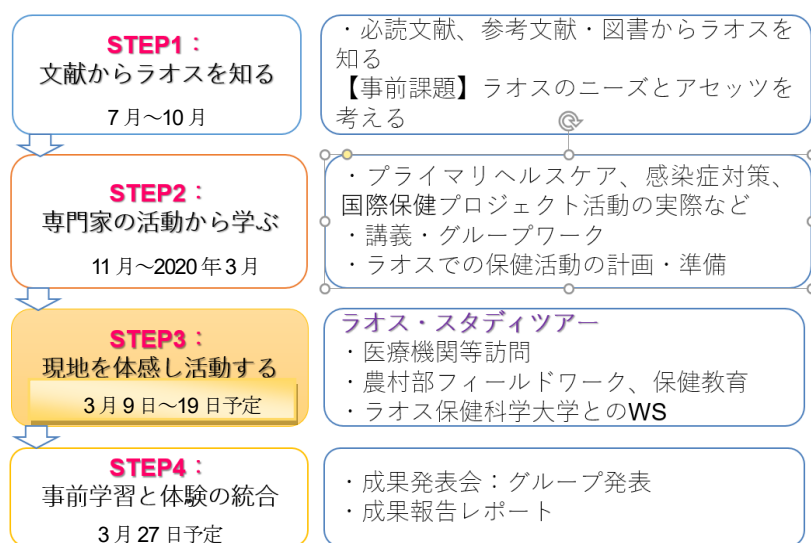 STEP1：
文献からラオスを知る
7月～10月
・必読文献、参考文献・図書からラオスを
知る
【事前課題】ラオスのニーズとアセッツを
考える
STEP2：
専門家の活動から学ぶ
11月～2020年3月
・プライマリヘルスケア、感染症対策、
国際保健プロジェクト活動の実際など
・講義・グループワーク
・ラオスでの保健活動の計画・準備
STEP3：
現地を体感し活動する
3月9日～19日予定
ラオス・スタディツアー
・医療機関等訪問
・農村部フィールドワーク、保健教育
・ラオス保健科学大学とのWS
STEP4：
事前学習と体験の統合
3月27日予定
・成果発表会：グループ発表
・成果報告レポート